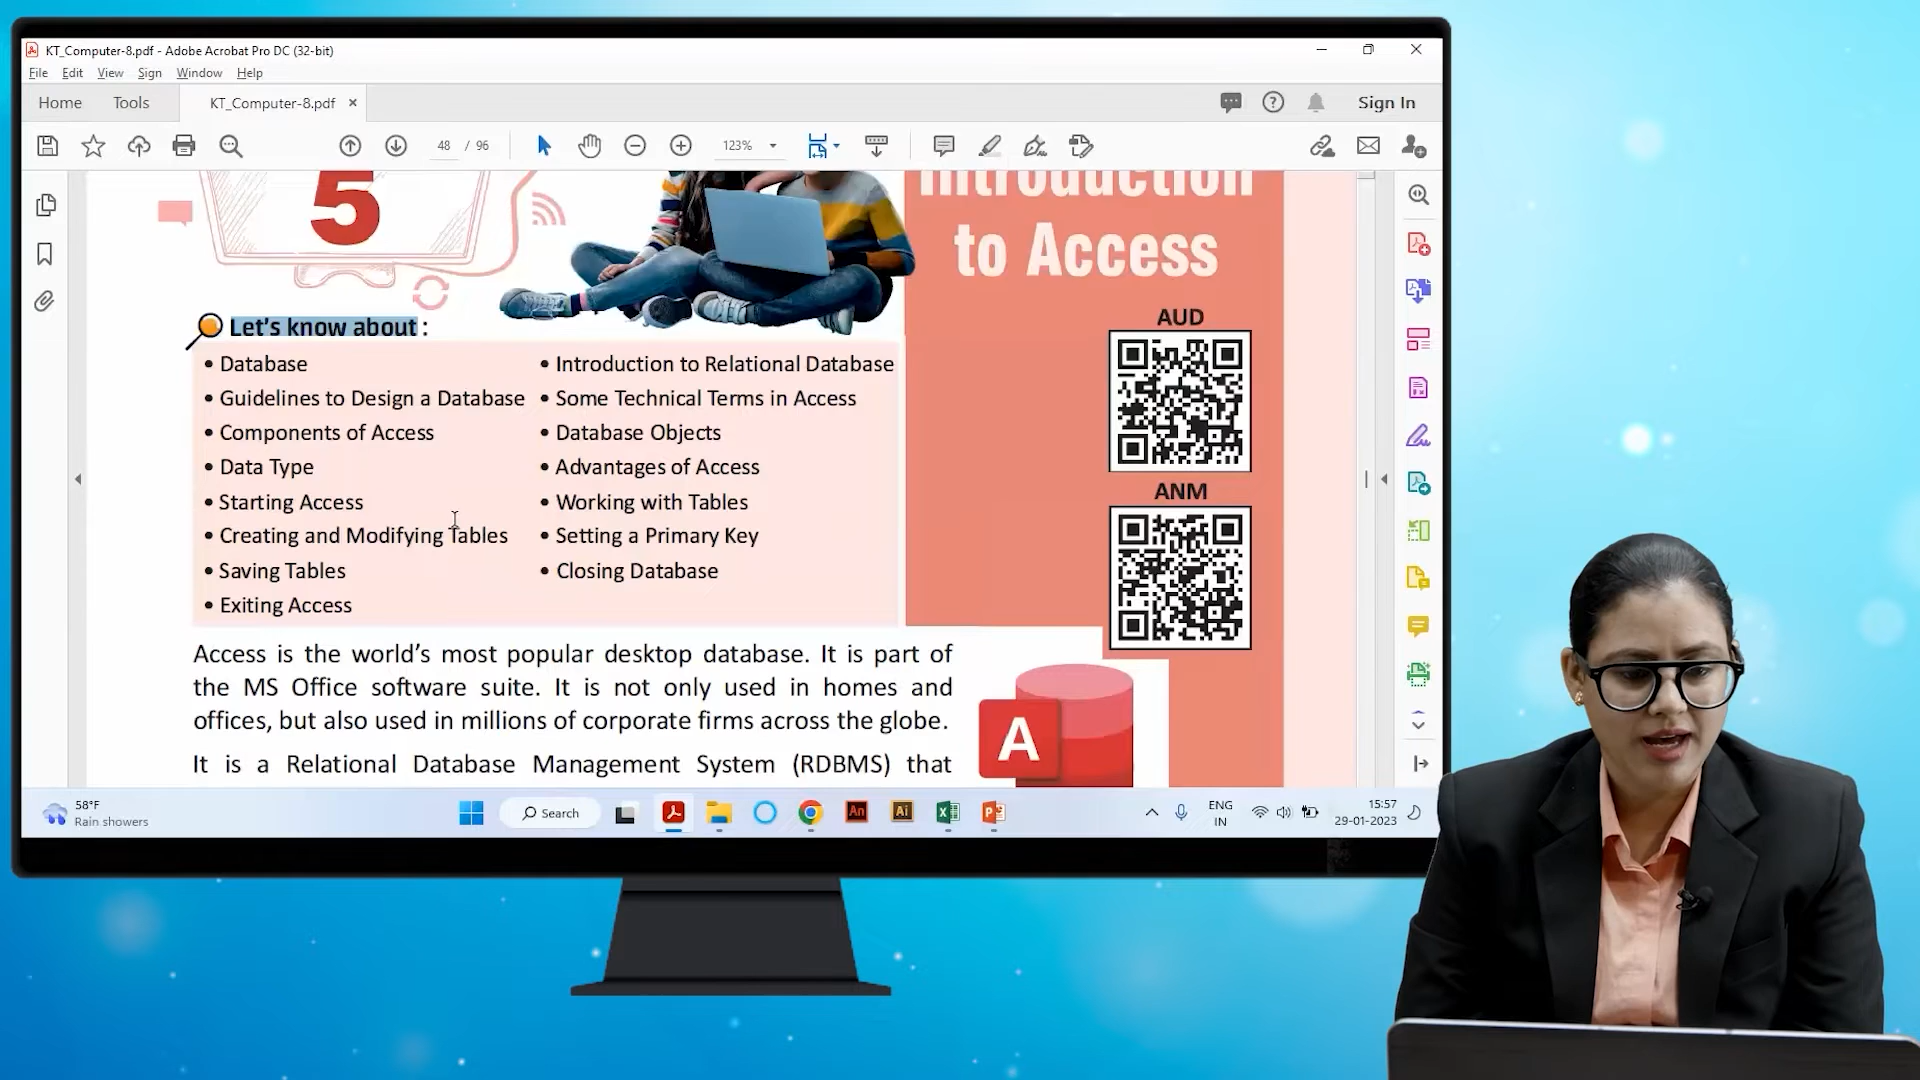 KT_Computer-8.pdf - Adobe Acrobat Pro DC (32-bit)
File Edit View Sign Window Help
Home Tools KT_Computer-8.pdf × Sign In
48 / 96 123%
5
Introduction
to Access
Let's know about :
• Database
• Guidelines to Design a Database
• Components of Access
• Data Type
• Starting Access
• Creating and Modifying Tables
• Saving Tables
• Exiting Access
• Introduction to Relational Database
• Some Technical Terms in Access
• Database Objects
• Advantages of Access
• Working with Tables
• Setting a Primary Key
• Closing Database
AUD
ANM
Access is the world's most popular desktop database. It is part of
the MS Office software suite. It is not only used in homes and
offices, but also used in millions of corporate firms across the globe.
It is a Relational Database Management System (RDBMS) that
A
58°F
Rain showers
Search
An
Ai
ENG
IN
15:57
29-01-2023